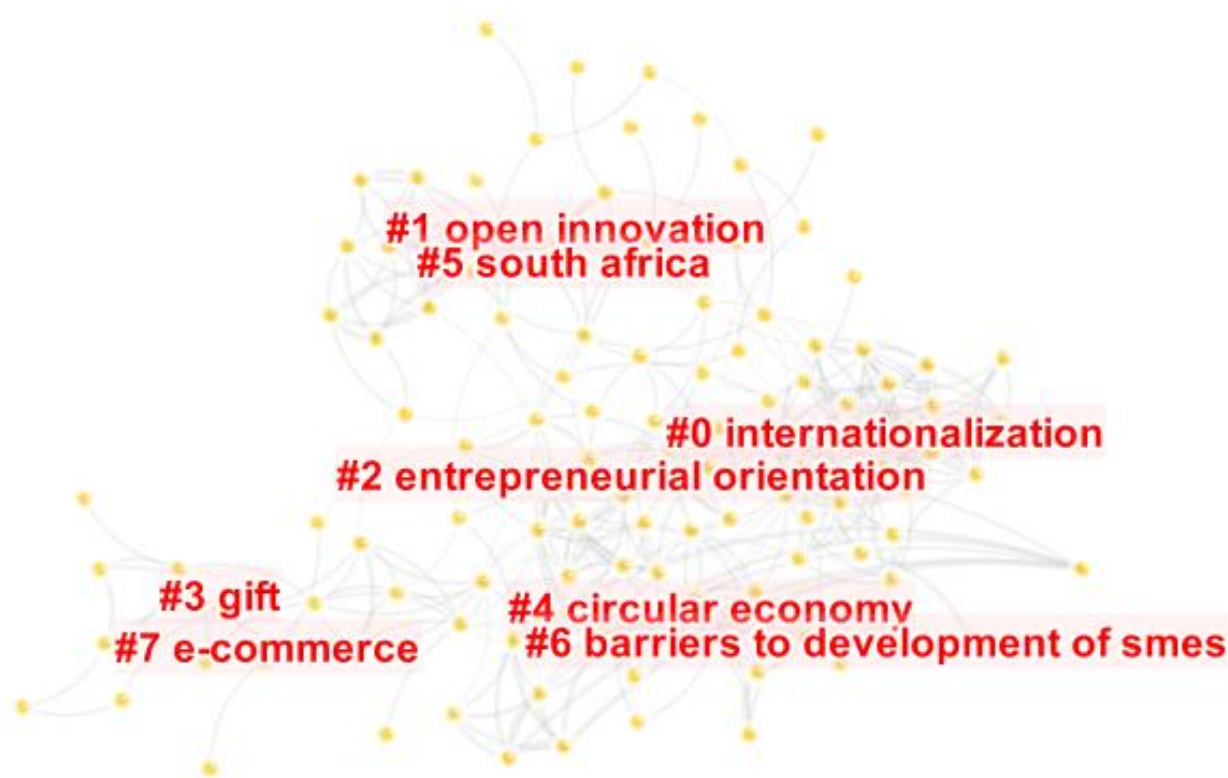 #1 open innovation
#5 south africa
#0 internationalization
#2 entrepreneurial orientation
#3 gift
#4 circular economy
#7 e-commerce
#6 barriers to development of smes